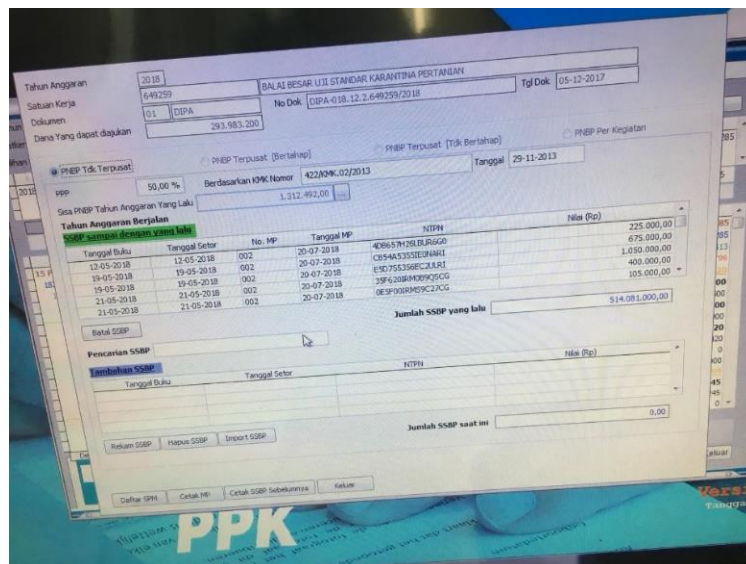 Tahun Anggaran 2018
Satuan Kerja 649259 BALAI BESAR UJI STANDAR KARANTINA PERTANIAN
Dokumen 01 DIPA No Dok DIPA-018.12.2.649259/2018 Tgl Dok 05-12-2017
Dana Yang dapat diajukan 293.983.200
PNBP Tdk Terpusat PNBP Terpusat [Bertahap] PNBP Terpusat [Tdk Bertahap] PNBP Per Kegiatan
PPP 50,00 % Berdasarkan KMK Nomor 422/KMK.02/2013 Tanggal 29-11-2013
Sisa PNBP Tahun Anggaran Yang Lalu 1.312.492,00 ...
Tahun Anggaran Berjalan
SSBP sampai dengan yang lalu
Tanggal Buku Tanggal Setor No. MP Tanggal MP NTPN Nilai (Rp)
12-05-2018 12-05-2018 002 20-07-2018 225.000,00
19-05-2018 19-05-2018 002 20-07-2018 675.000,00
19-05-2018 19-05-2018 002 20-07-2018 1.050.000,00
21-05-2018 21-05-2018 002 20-07-2018 400.000,00
21-05-2018 21-05-2018 002 20-07-2018 105.000,00
Batal SSBP Jumlah SSBP yang lalu 514.081.000,00
Pencarian SSBP
Tambahan SSBP
Tanggal Buku Tanggal Setor NTPN Nilai (Rp)
Rekam SSBP Hapus SSBP Import SSBP Jumlah SSBP saat ini 0,00
Daftar SPM Cetak MP Cetak SSBP Sebelumnya Keluar
PPK